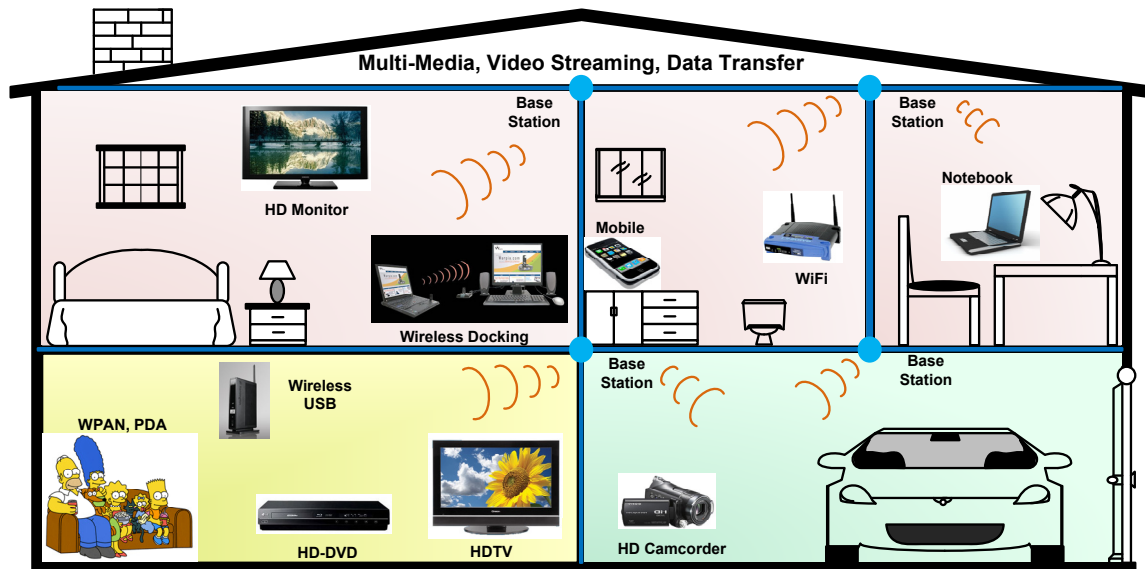 Multi-Media, Video Streaming, Data Transfer
Base
Station
Base
Station
HD Monitor
Notebook
Mobile
WiFi
Wireless Docking
Base
Station
Base
Station
Wireless
USB
WPAN, PDA
HD-DVD
HDTV
HD Camcorder